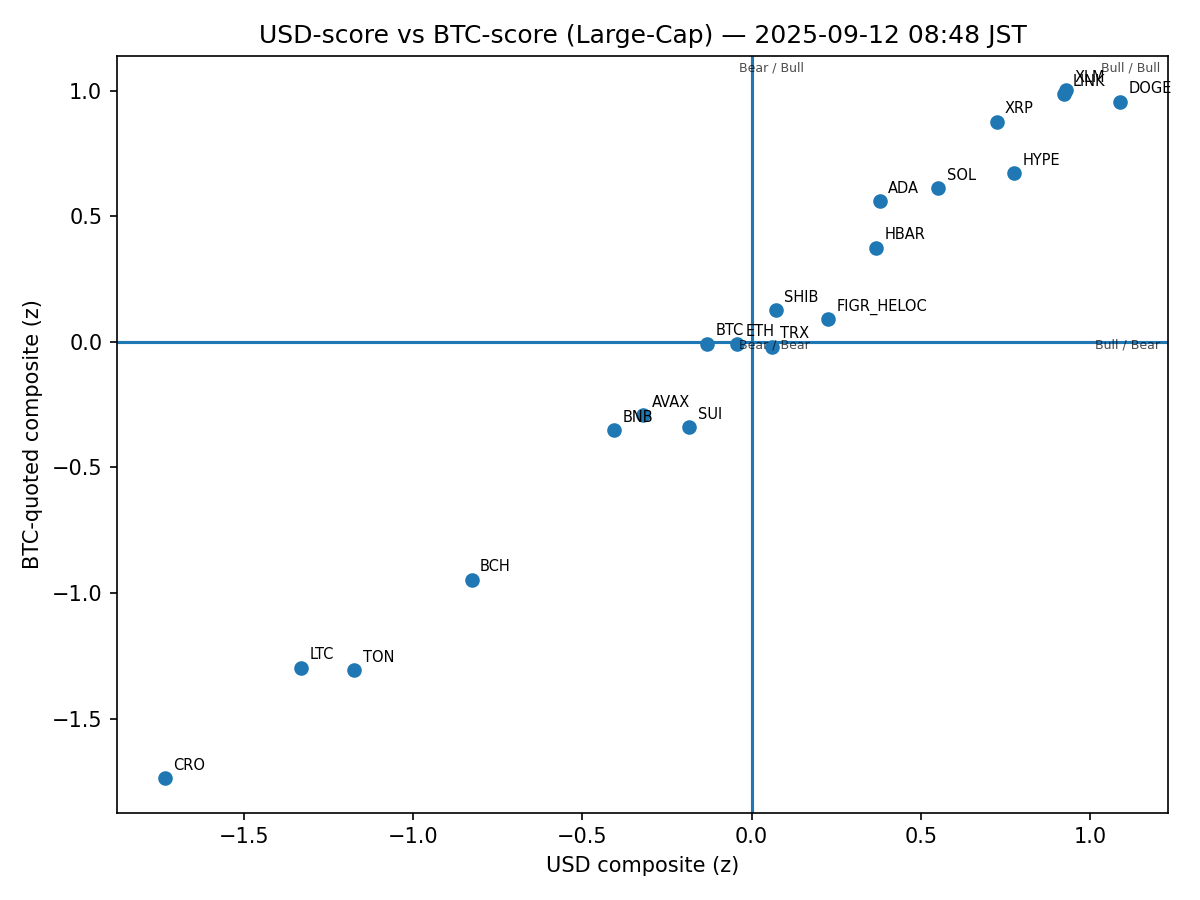 USD-score vs BTC-score (Large-Cap) — 2025-09-12 08:48 JST
Bear / Bull
Bull / Bull
XLM
LINK
DOGE
XRP
HYPE
SOL
ADA
HBAR
SHIB
FIGR_HELOC
BTC
ETH
TRX
Bear / Bear
Bull / Bear
AVAX
BNB
SUI
BCH
LTC
TON
CRO
1.0
0.5
0.0
−0.5
−1.0
−1.5
BTC-quoted composite (z)
−1.5
−1.0
−0.5
0.0
0.5
1.0
USD composite (z)